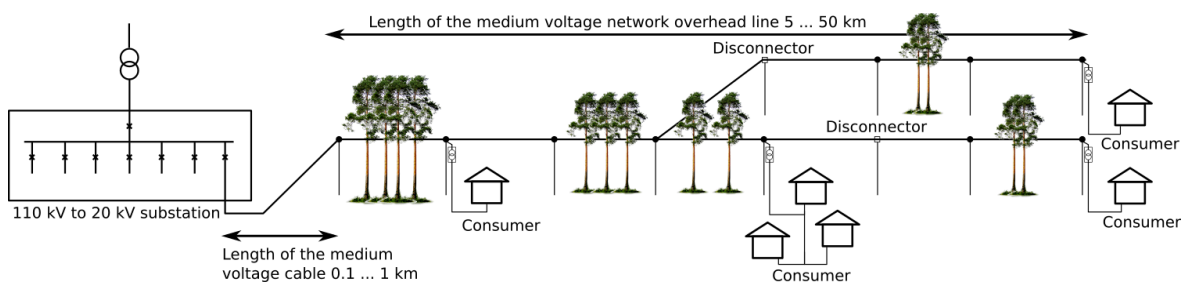 Length of the medium voltage network overhead line 5 ... 50 km
Disconnector
Disconnector
Consumer
110 kV to 20 kV substation
Consumer
Consumer
Length of the medium
voltage cable 0.1 ... 1 km
Consumer